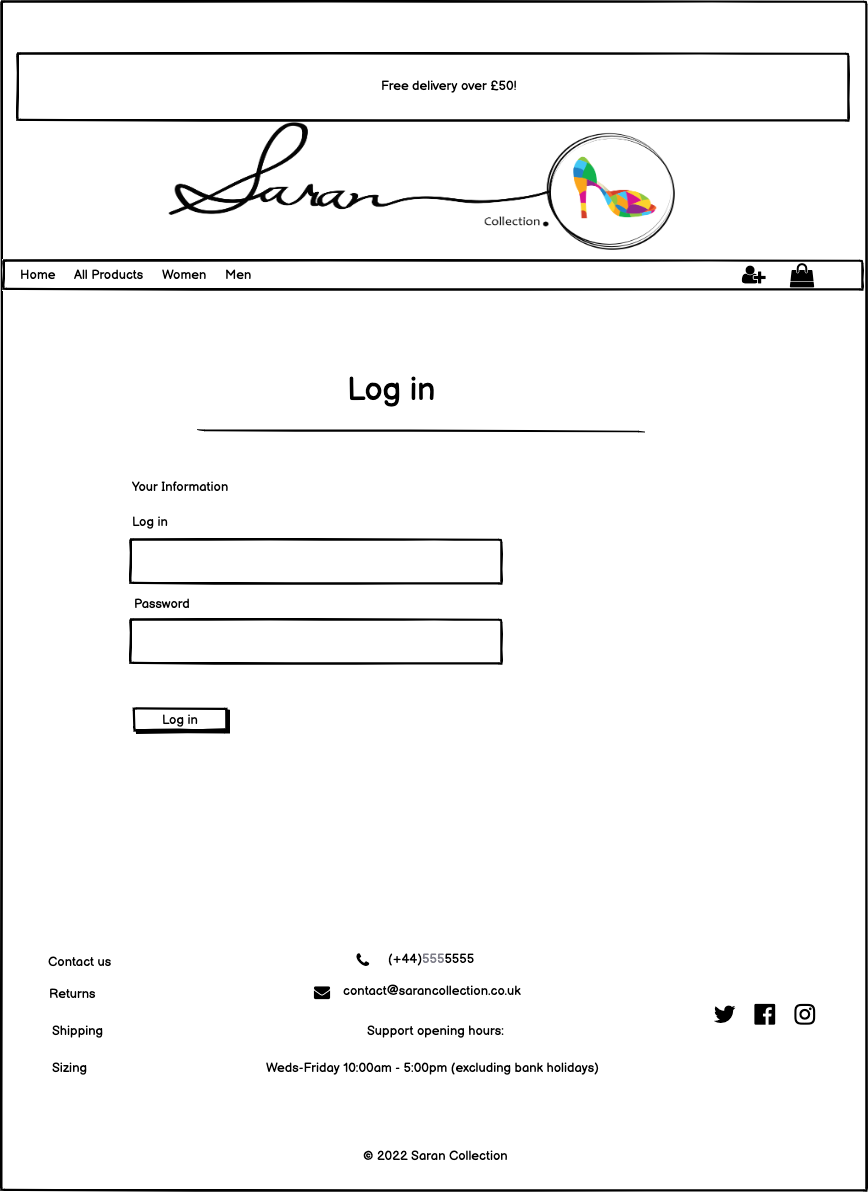 Free delivery over £50!
Saran
Collection
Home All Products Women Men
Log in
Your Information
Log in
Password
Log in
Contact us
Returns
Shipping
Sizing
(+44)5555555
contact@sarancollection.co.uk
Support opening hours:
Weds-Friday 10:00am - 5:00pm (excluding bank holidays)
© 2022 Saran Collection